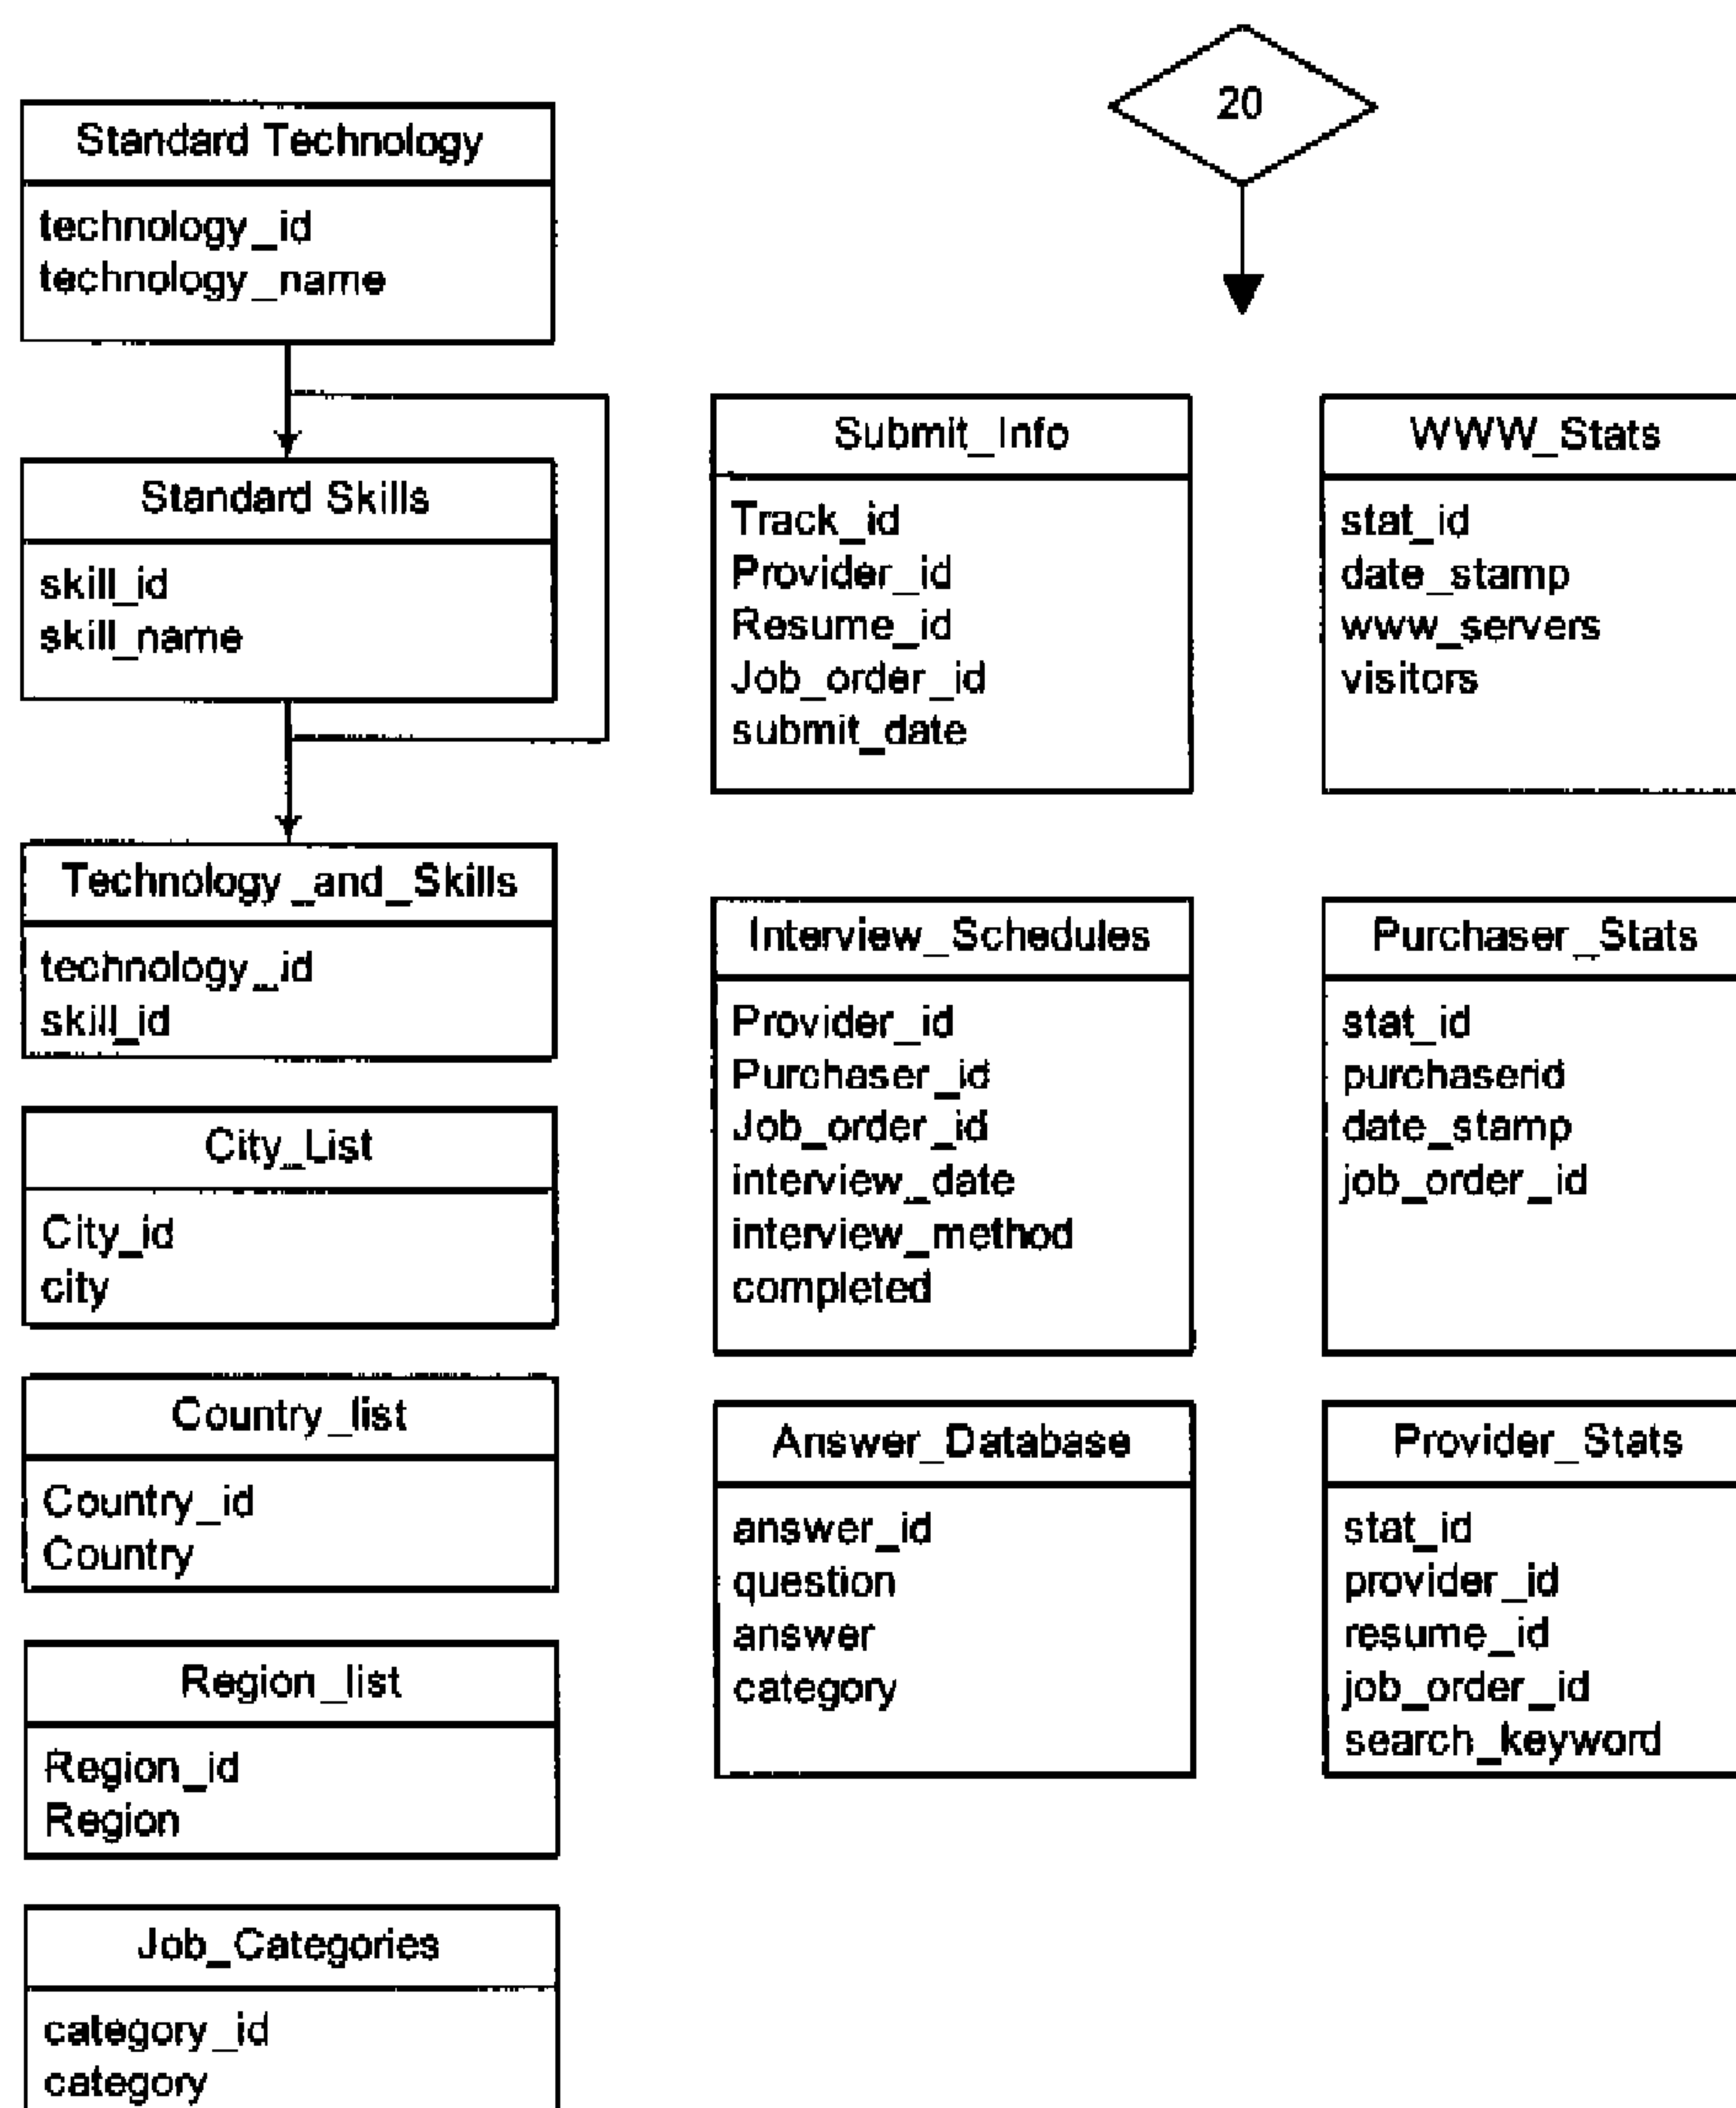 20
Standard Technology
technology_id
technology_name
Standard Skills
skill_id
skill_name
Technology_and_Skills
technology_id
skill_id
City_List
City_id
city
Country_list
Country_id
Country
Region_list
Region_id
Region
Job_Categories
category_id
category
Submit_Info
Track_id
Provider_id
Resume_id
Job_order_id
submit_date
Interview_Schedules
Provider_id
Purchaser_id
Job_order_id
interview_date
interview_method
completed
Answer_Database
answer_id
question
answer
category
WWW_Stats
stat_id
date_stamp
www_servers
visitors
Purchaser_Stats
stat_id
purchaserid
date_stamp
job_order_id
Provider_Stats
stat_id
provider_id
resume_id
job_order_id
search_keyword